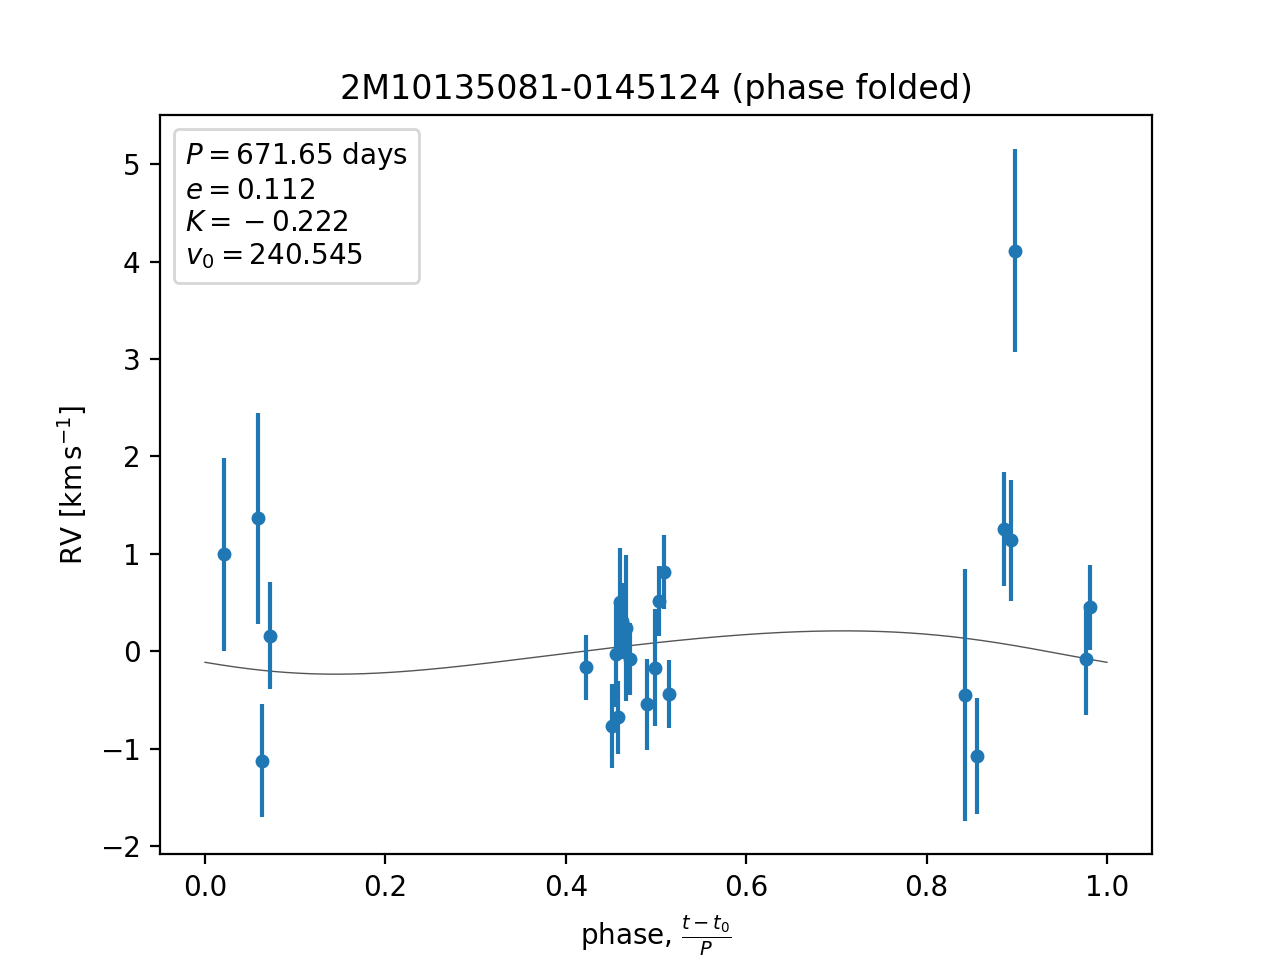 2M10135081-0145124 (phase folded)
P = 671.65 days
e = 0.112
K = −0.222
v₀ = 240.545
5
4
3
2
1
0
−1
−2
RV [km s⁻¹]
0.0 0.2 0.4 0.6 0.8 1.0
phase, (t − t₀)/P